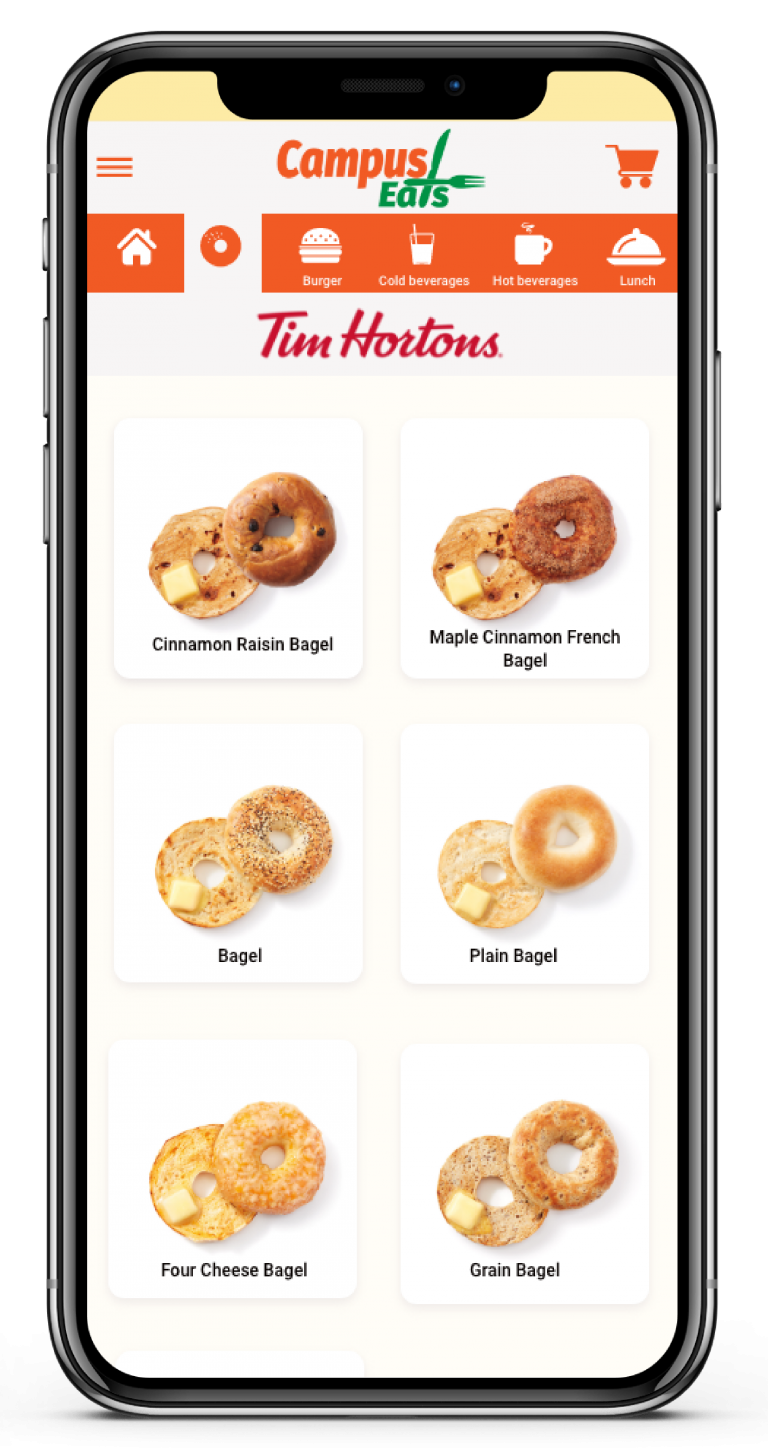 Campus
Eats
Burger
Cold beverages
Hot beverages
Lunch
Tim Hortons.
Cinnamon Raisin Bagel
Maple Cinnamon French
Bagel
Bagel
Plain Bagel
Four Cheese Bagel
Grain Bagel